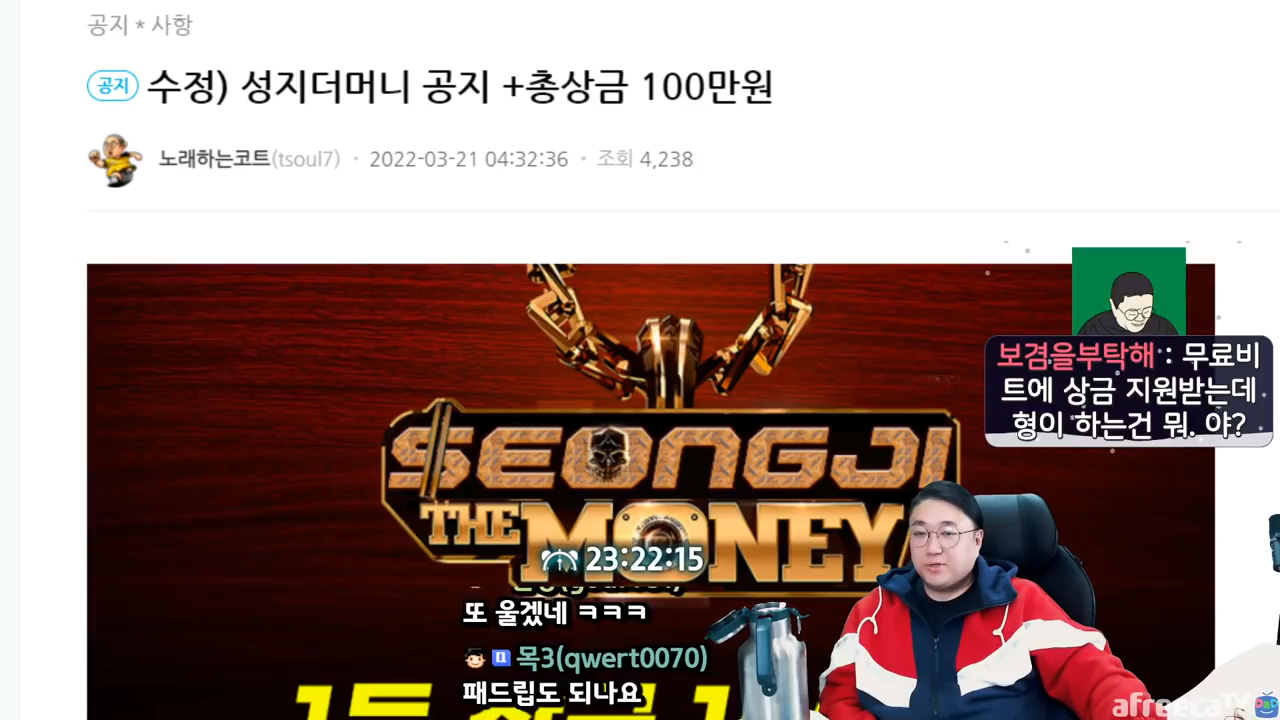 공지 * 사항
공지 수정) 성지더머니 공지 +총상금 100만원
노래하는코트(tsoul7) • 2022-03-21 04:32:36 • 조회 4,238
보겸을부탁해 : 무료비
트에 상금 지원받는데
형이 하는건 뭐. 야?
SEONGJI
THE MONEY
23:22:15
또 울겠네 ㅋㅋㅋ
목3(qwert0070)
패드립도 되나요
afreecaTV